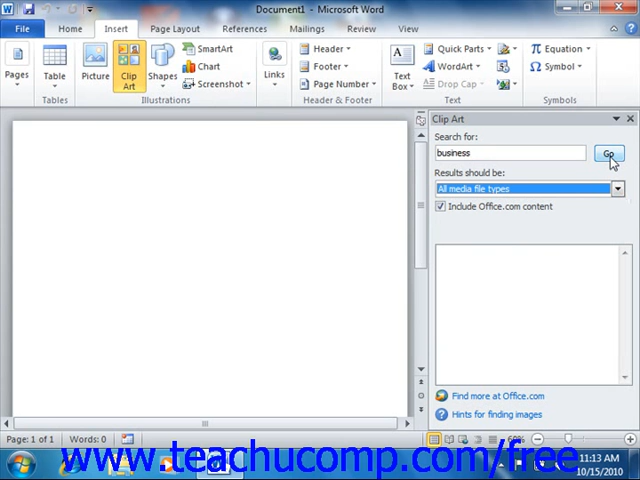 Document1 - Microsoft Word
File Home Insert Page Layout References Mailings Review View
Pages
Table
Tables
Picture
Clip Art
Shapes
SmartArt
Chart
Screenshot
Illustrations
Links
Header
Footer
Page Number
Header & Footer
Text Box
Quick Parts
WordArt
Drop Cap
Text
Equation
Symbol
Symbols
Clip Art
Search for:
business
Go
Results should be:
All media file types
Include Office.com content
Find more at Office.com
Hints for finding images
Page: 1 of 1 Words: 0
11:13 AM
10/15/2010
www.teachucomp.com/free